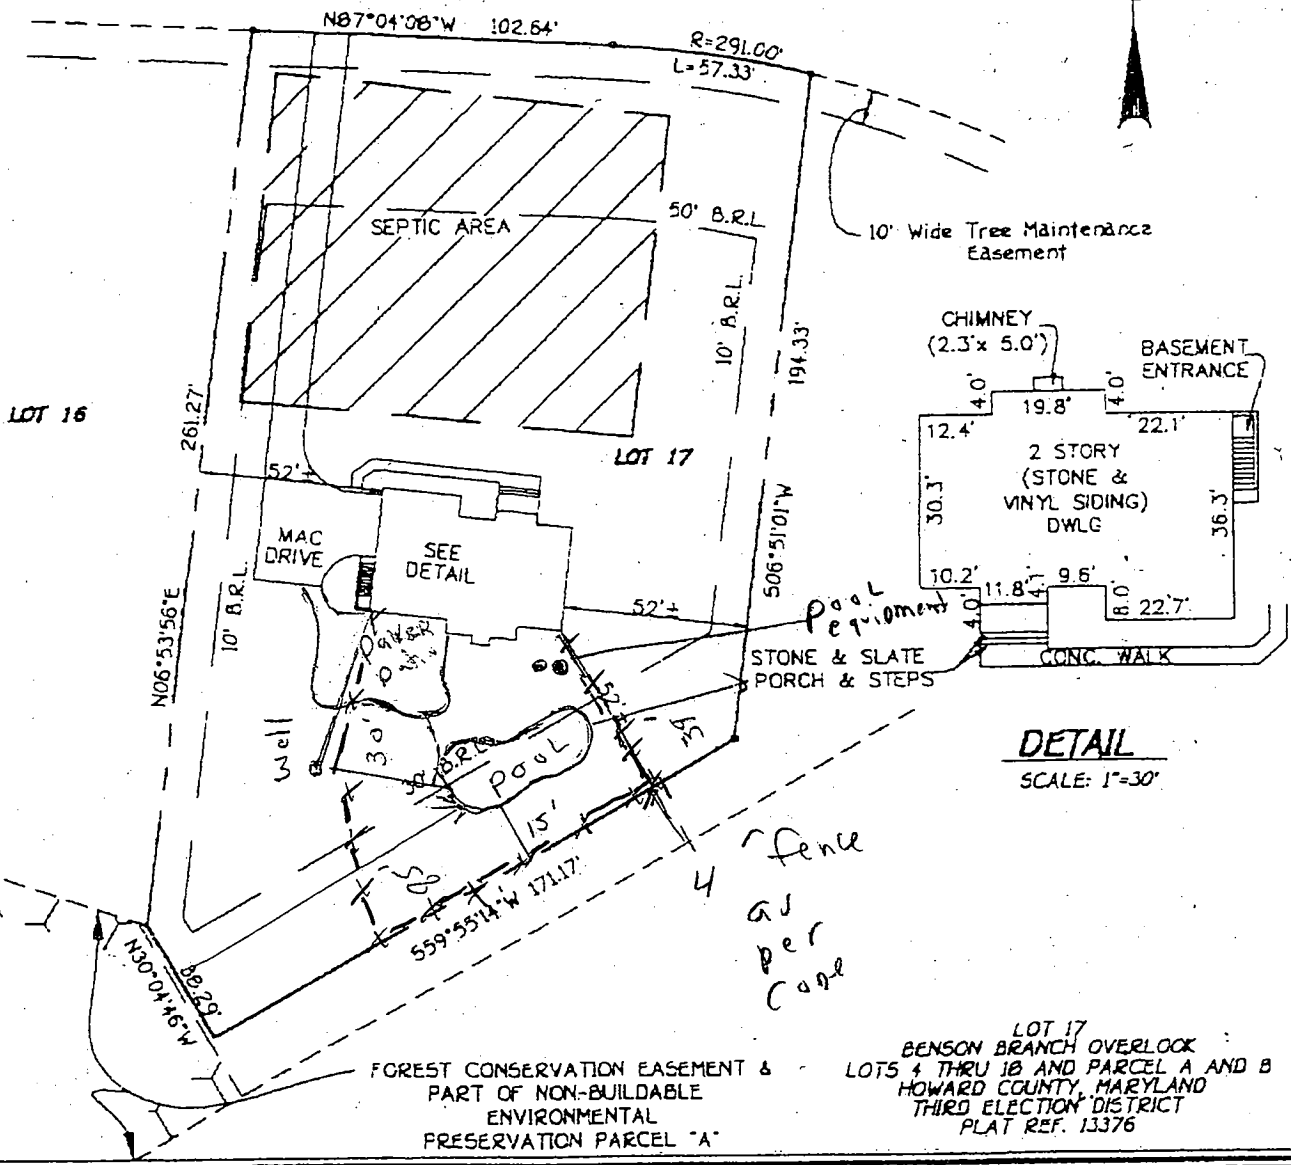 N87°04'08"W 102.64'
R=291.00'
L=57.33'
SEPTIC AREA
50' B.R.L.
10' Wide Tree Maintenance
Easement
10' B.R.L.
194.33'
CHIMNEY
(2.3' x 5.0')
BASEMENT
ENTRANCE
4.0'
19.8'
4.0'
12.4'
22.1'
LOT 16
261.27'
LOT 17
2 STORY
(STONE &
VINYL SIDING)
DWLG
30.3'
36.3'
52'±
MAC
DRIVE
SEE
DETAIL
S06°51'01"W
10.2'
11.8'
4.1'
9.6'
4.0'
8.0'
22.7'
52'±
Pool
equipment
N06°53'56"E
10' B.R.L.
STONE & SLATE
PORCH & STEPS
CONC. WALK
Well
30'
30' B.R.L.
POOL
52'
DETAIL
SCALE: 1"=30'
15'
4
fence
as
per
Code
S59°55'14"W 171.17'
N30°04'46"W
FOREST CONSERVATION EASEMENT &
PART OF NON-BUILDABLE
ENVIRONMENTAL
PRESERVATION PARCEL "A"
LOT 17
BENSON BRANCH OVERLOOK
LOTS 4 THRU 18 AND PARCEL A AND B
HOWARD COUNTY, MARYLAND
THIRD ELECTION DISTRICT
PLAT REF. 13376